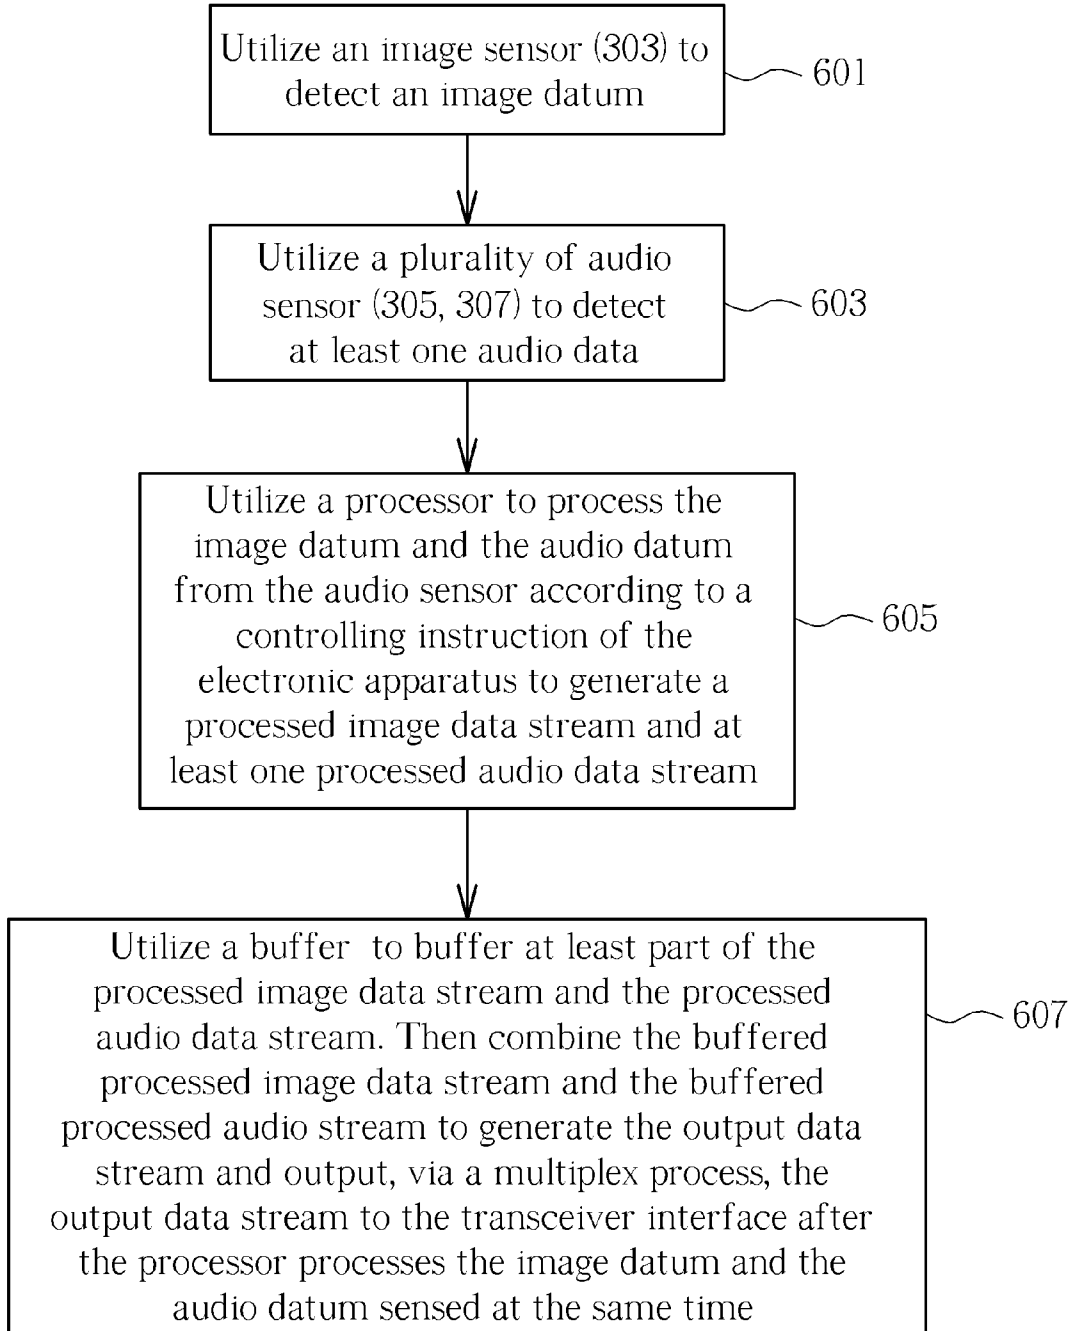 Utilize an image sensor (303) to
detect an image datum
601
Utilize a plurality of audio
sensor (305, 307) to detect
at least one audio data
603
Utilize a processor to process the
image datum and the audio datum
from the audio sensor according to a
controlling instruction of the
electronic apparatus to generate a
processed image data stream and at
least one processed audio data stream
605
Utilize a buffer to buffer at least part of the
processed image data stream and the processed
audio data stream. Then combine the buffered
processed image data stream and the buffered
processed audio stream to generate the output data
stream and output, via a multiplex process, the
output data stream to the transceiver interface after
the processor processes the image datum and the
audio datum sensed at the same time
607